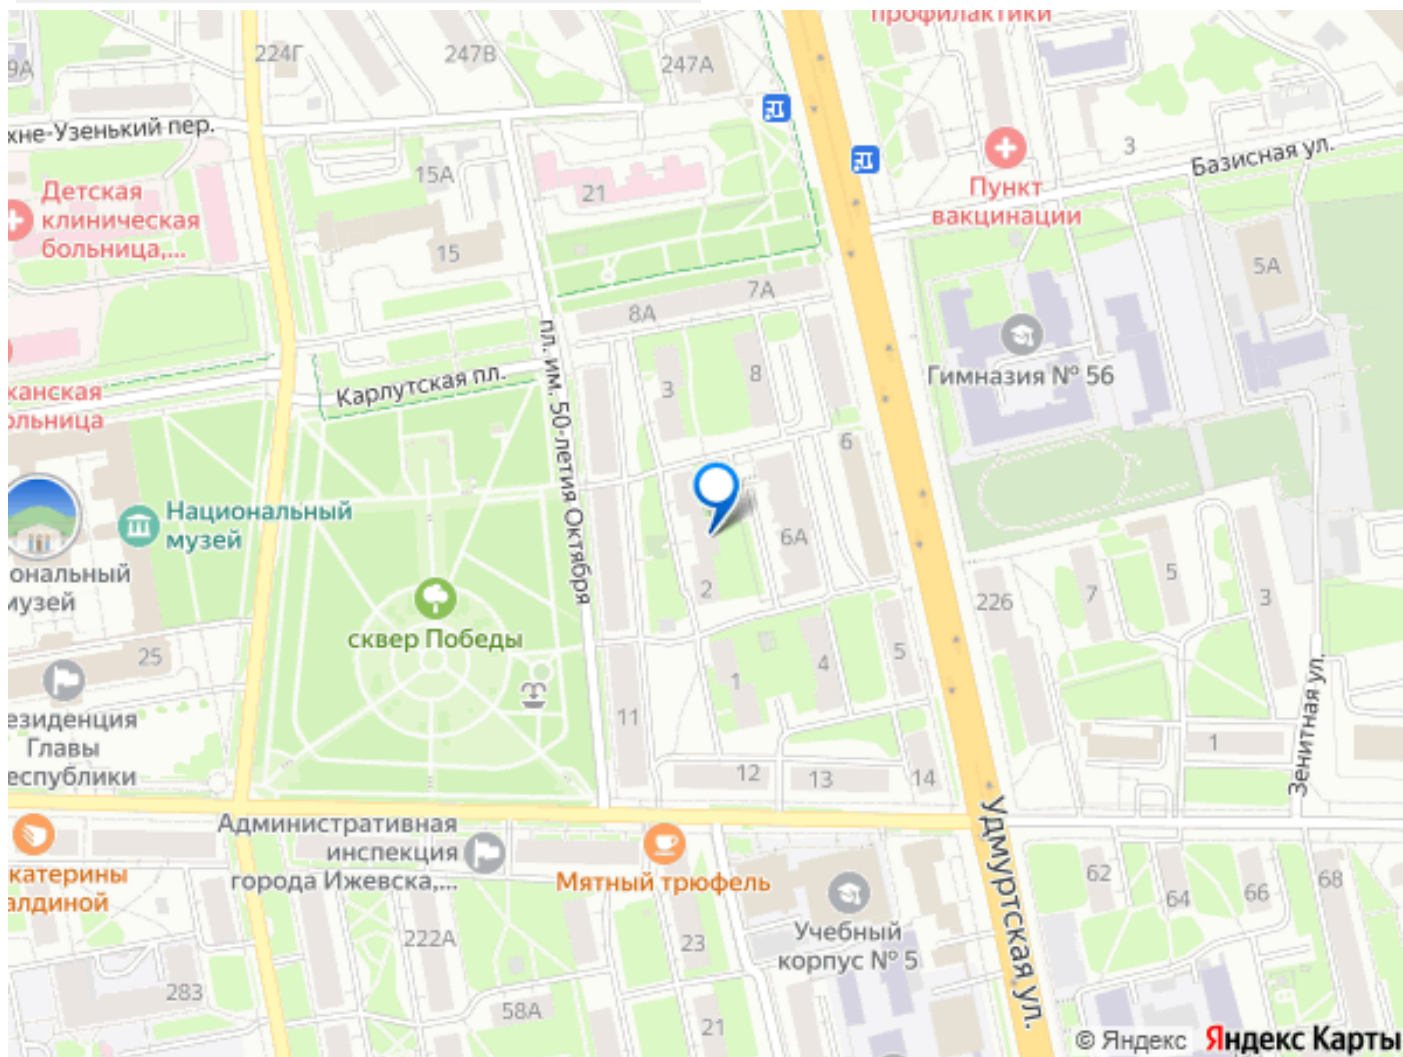 профилактики
224Г
247В
247А
9А
хне-Узенький пер.
3
Базисная ул.
Пункт
вакцинации
15А
21
Детская
клиническая
больница,...
15
5А
7А
8А
пл. им. 50-летия Октября
Гимназия № 56
Карлутская пл.
3
8
6
канская
ольница
Национальный
музей
6А
ональный
музей
2
226
7
5
3
сквер Победы
25
1
4
5
езиденция
Главы
еспублики
11
12
13
14
1
Зенитная ул.
Удмуртская ул.
Административная
инспекция
города Ижевска,...
Мятный трюфель
катерины
алдиной
62
64
66
68
222А
23
Учебный
корпус № 5
283
58А
21
© Яндекс Яндекс Карты